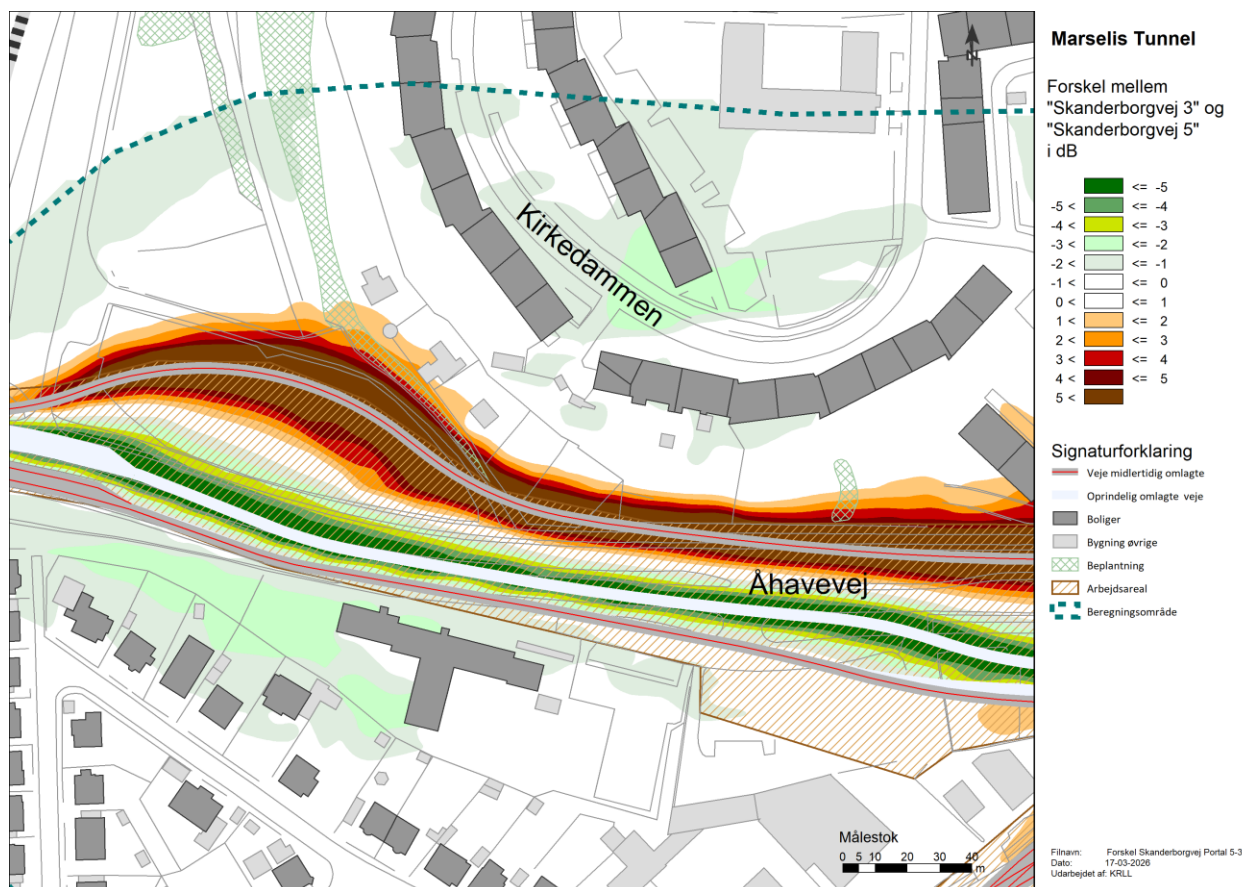 Marselis Tunnel
Forskel mellem
"Skanderborgvej 3" og
"Skanderborgvej 5"
i dB
<= -5
-5 < <= -4
-4 < <= -3
-3 < <= -2
-2 < <= -1
-1 < <= 0
0 < <= 1
1 < <= 2
2 < <= 3
3 < <= 4
4 < <= 5
5 <
Signaturforklaring
Veje midlertidig omlagte
Oprindelig omlagte veje
Boliger
Bygning øvrige
Beplantning
Arbejdsareal
Beregningsområde
N
Kirkedammen
Åhavevej
Målestok
0 5 10 20 30 40
m
Filnavn: Forskel Skanderborgvej Portal 5-3
Dato: 17-03-2026
Udarbejdet af: KRLL